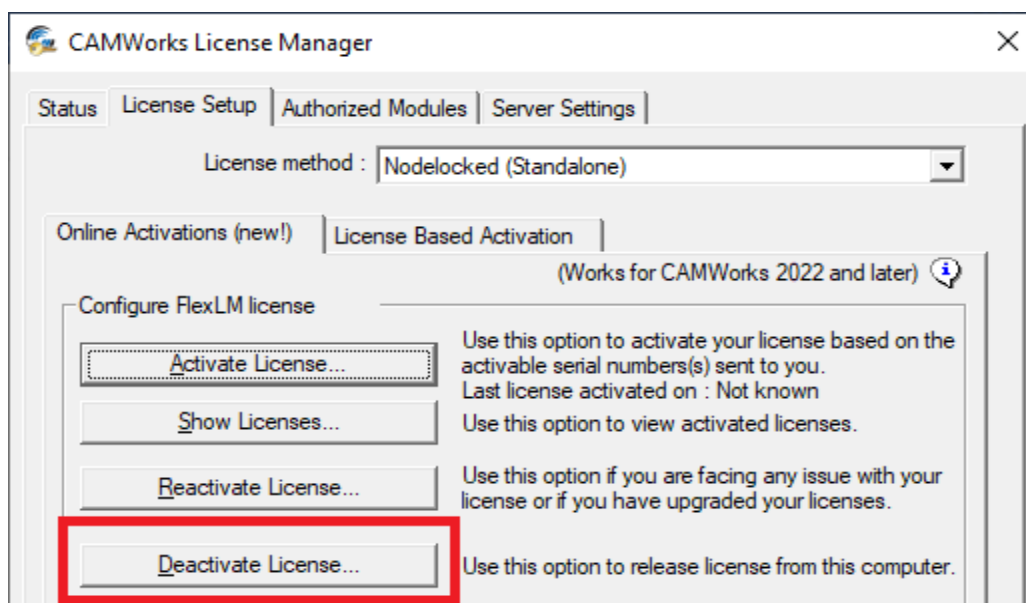 CAMWorks License Manager
Status License Setup Authorized Modules Server Settings
License method : Nodelocked (Standalone)
Online Activations (new!) License Based Activation
(Works for CAMWorks 2022 and later)
Configure FlexLM license
Activate License...
Use this option to activate your license based on the
activable serial numbers(s) sent to you.
Last license activated on : Not known
Show Licenses...
Use this option to view activated licenses.
Reactivate License...
Use this option if you are facing any issue with your
license or if you have upgraded your licenses.
Deactivate License...
Use this option to release license from this computer.